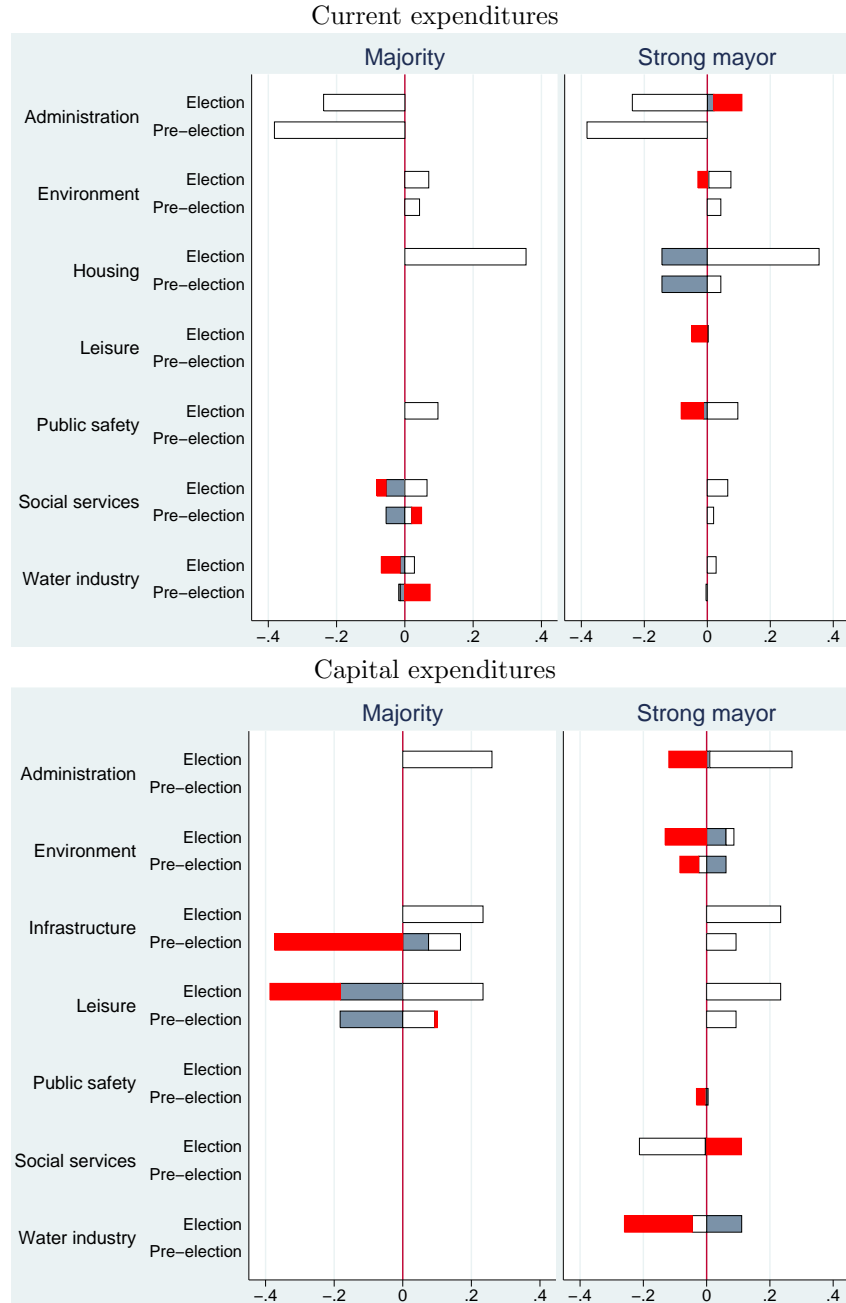 Current expenditures
Majority Strong mayor
Administration
Election
Pre−election
Environment
Election
Pre−election
Housing
Election
Pre−election
Leisure
Election
Pre−election
Public safety
Election
Pre−election
Social services
Election
Pre−election
Water industry
Election
Pre−election
−.4 −.2 0 .2 .4 −.4 −.2 0 .2 .4
Capital expenditures
Majority Strong mayor
Administration
Election
Pre−election
Environment
Election
Pre−election
Infrastructure
Election
Pre−election
Leisure
Election
Pre−election
Public safety
Election
Pre−election
Social services
Election
Pre−election
Water industry
Election
Pre−election
−.4 −.2 0 .2 .4 −.4 −.2 0 .2 .4